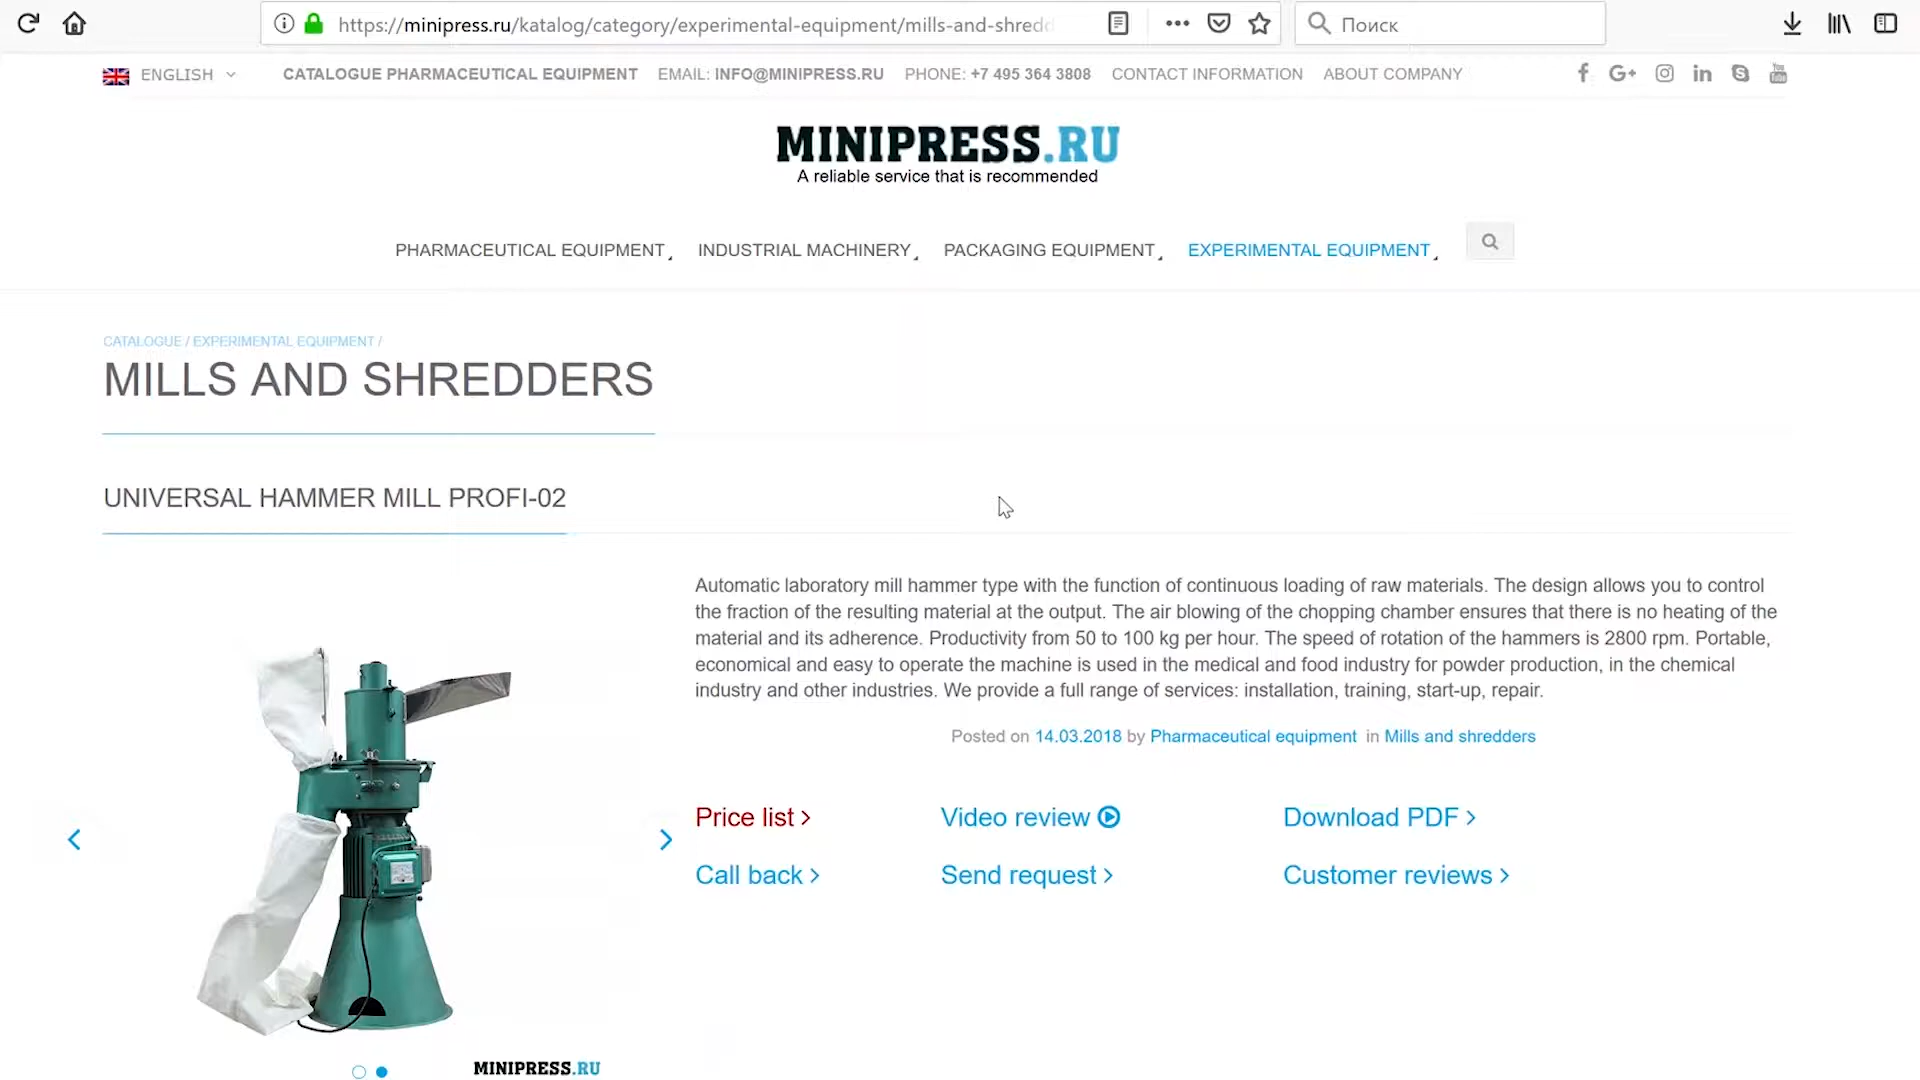 https://minipress.ru/katalog/category/experimental-equipment/mills-and-shredd
Поиск
ENGLISH CATALOGUE PHARMACEUTICAL EQUIPMENT EMAIL: INFO@MINIPRESS.RU PHONE: +7 495 364 3808 CONTACT INFORMATION ABOUT COMPANY
MINIPRESS.RU
A reliable service that is recommended
PHARMACEUTICAL EQUIPMENT INDUSTRIAL MACHINERY PACKAGING EQUIPMENT EXPERIMENTAL EQUIPMENT
CATALOGUE / EXPERIMENTAL EQUIPMENT /
MILLS AND SHREDDERS
UNIVERSAL HAMMER MILL PROFI-02
Automatic laboratory mill hammer type with the function of continuous loading of raw materials. The design allows you to control
the fraction of the resulting material at the output. The air blowing of the chopping chamber ensures that there is no heating of the
material and its adherence. Productivity from 50 to 100 kg per hour. The speed of rotation of the hammers is 2800 rpm. Portable,
economical and easy to operate the machine is used in the medical and food industry for powder production, in the chemical
industry and other industries. We provide a full range of services: installation, training, start-up, repair.
Posted on 14.03.2018 by Pharmaceutical equipment in Mills and shredders
Price list > Video review Download PDF >
Call back > Send request > Customer reviews >
MINIPRESS.RU